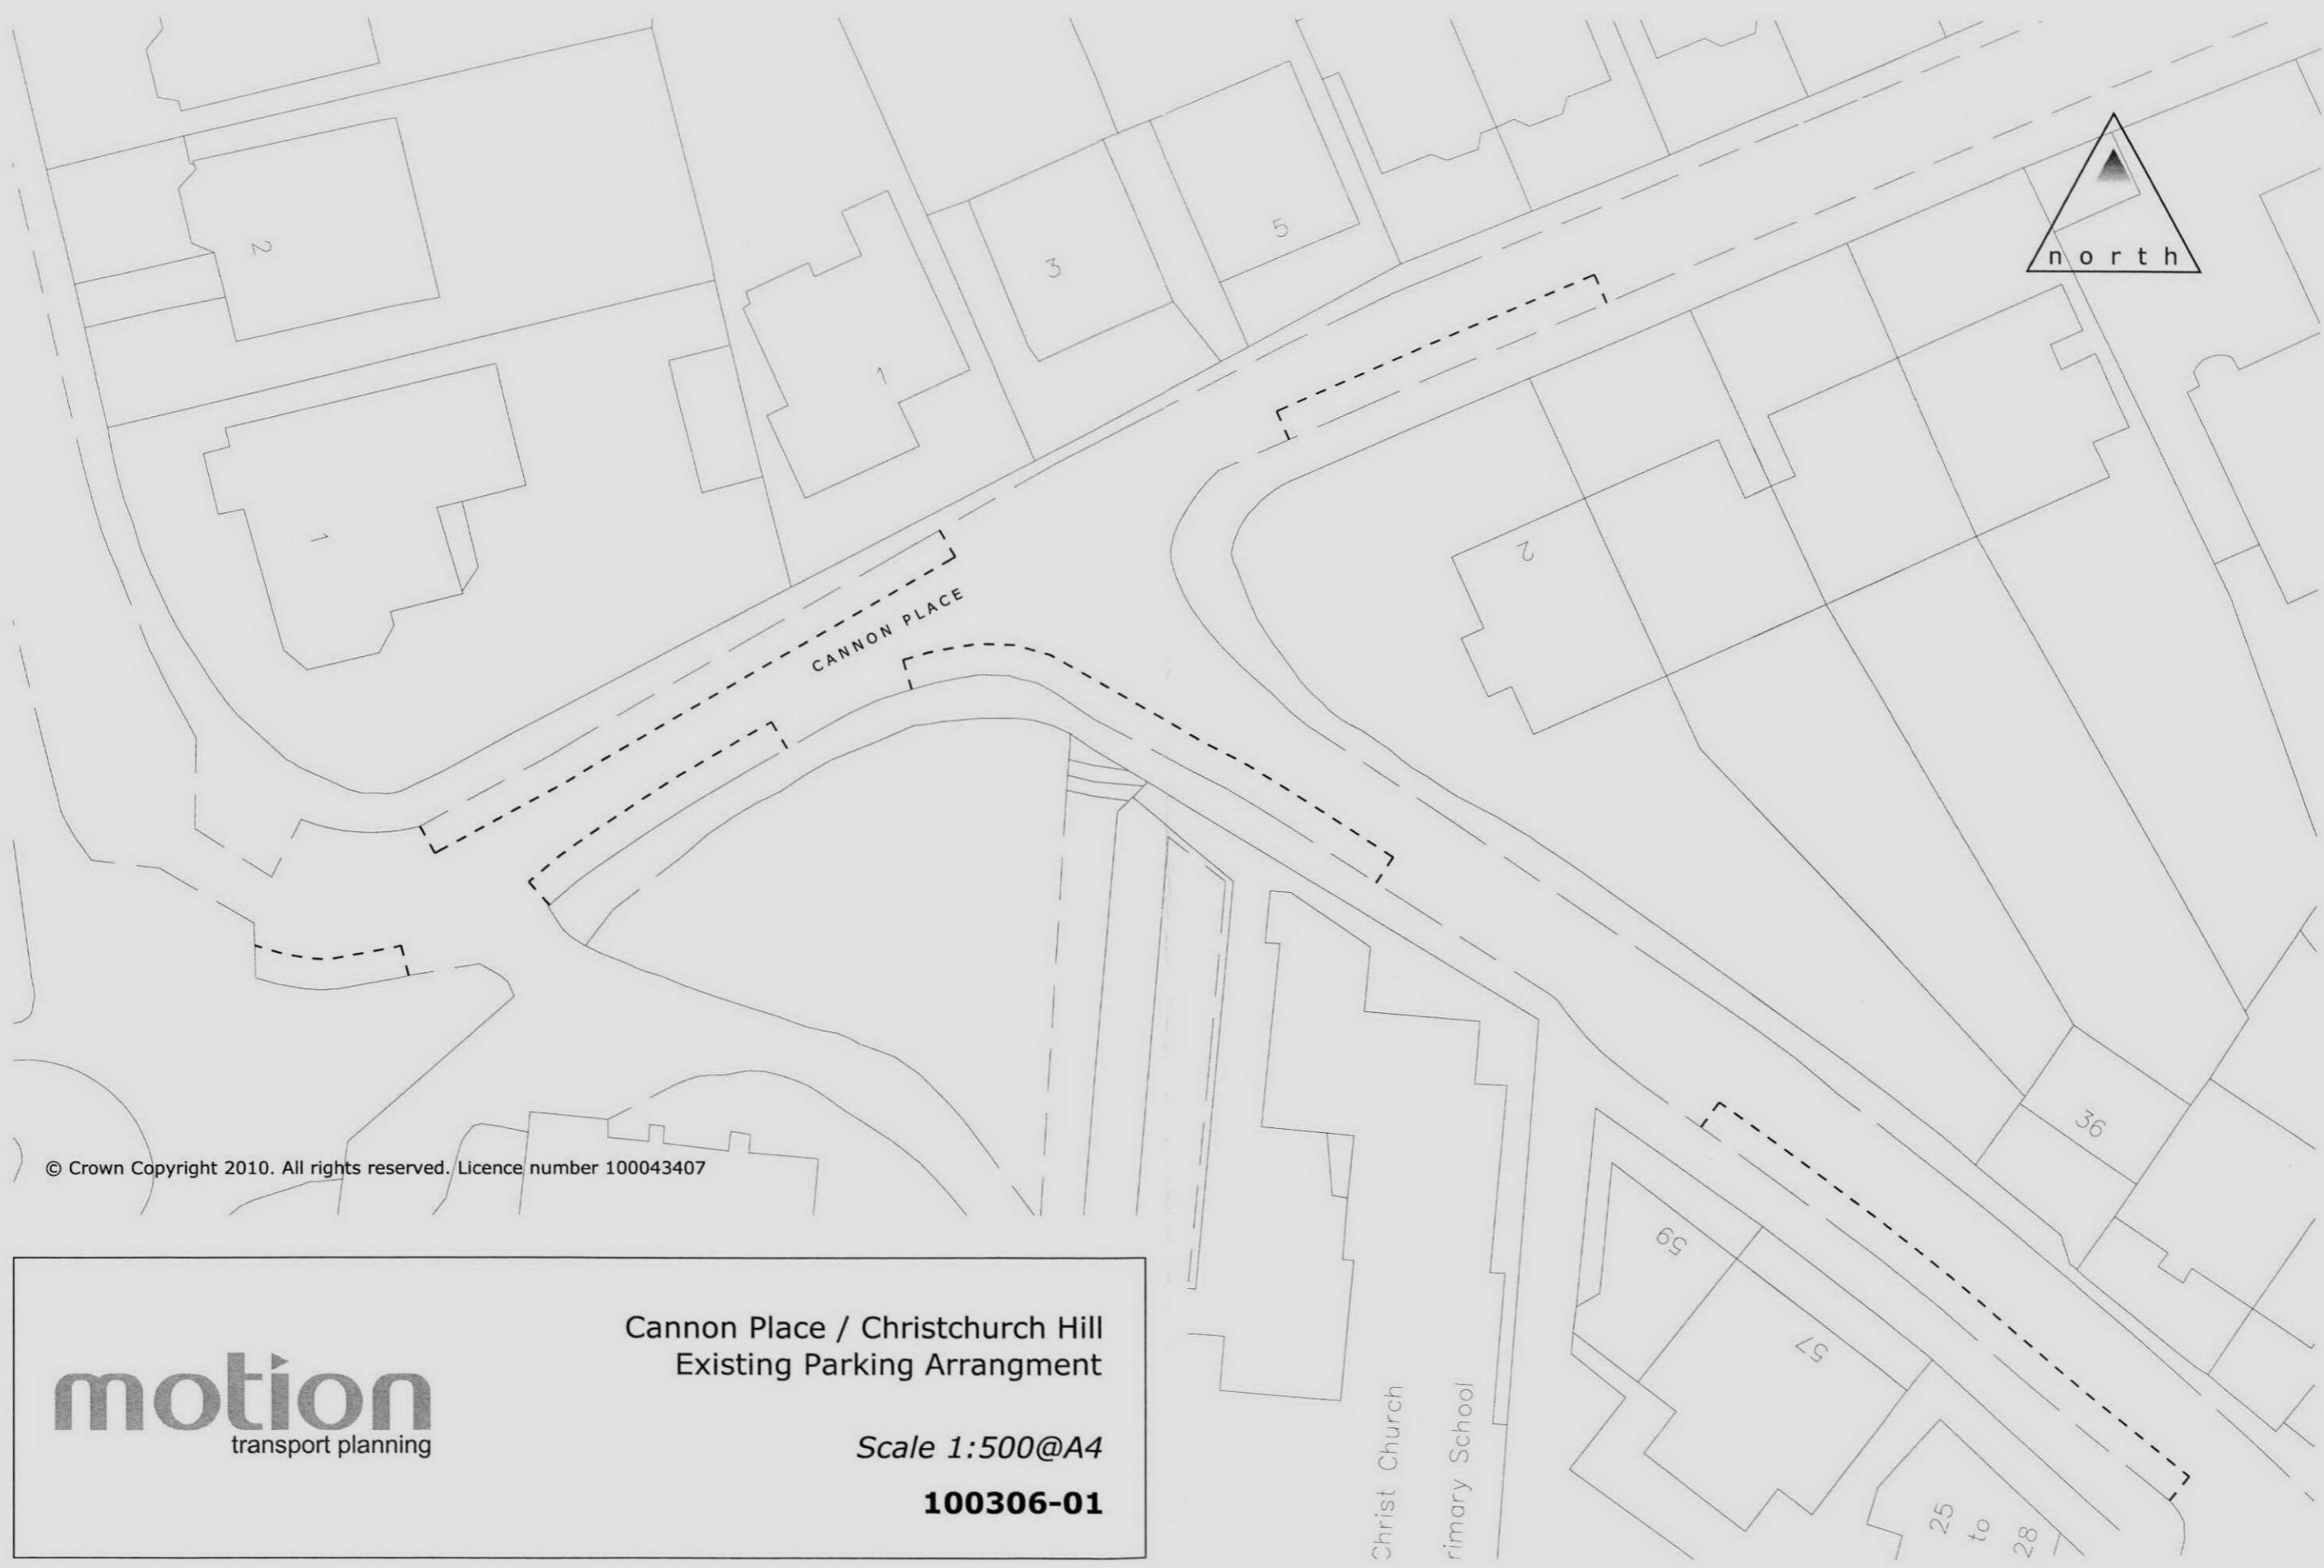 2
5
3
north
1
1
2
CANNON PLACE
36
© Crown Copyright 2010. All rights reserved. Licence number 100043407
59
57
Cannon Place / Christchurch Hill
Existing Parking Arrangment
motion
transport planning
Scale 1:500@A4
100306-01
Christ Church
rimary School
25
to
28